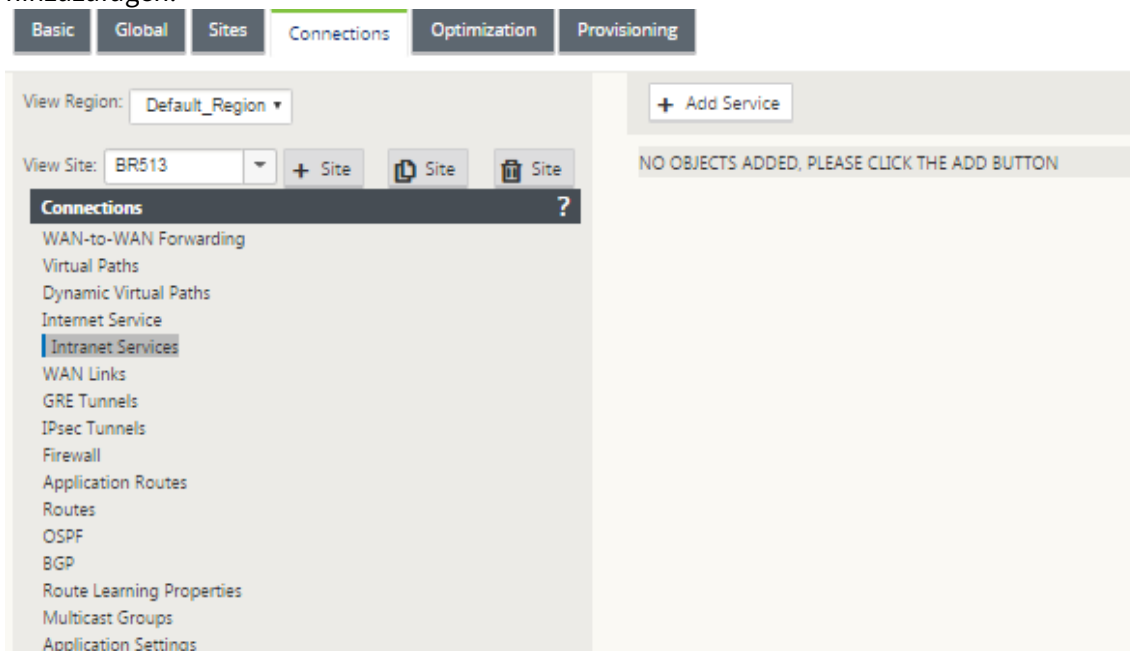 hinzuzufügen.
Basic Global Sites Connections Optimization Provisioning
View Region: Default_Region
+ Add Service
View Site: BR513 + Site Site Site
NO OBJECTS ADDED, PLEASE CLICK THE ADD BUTTON
Connections ?
WAN-to-WAN Forwarding
Virtual Paths
Dynamic Virtual Paths
Internet Service
Intranet Services
WAN Links
GRE Tunnels
IPsec Tunnels
Firewall
Application Routes
Routes
OSPF
BGP
Route Learning Properties
Multicast Groups
Application Settings